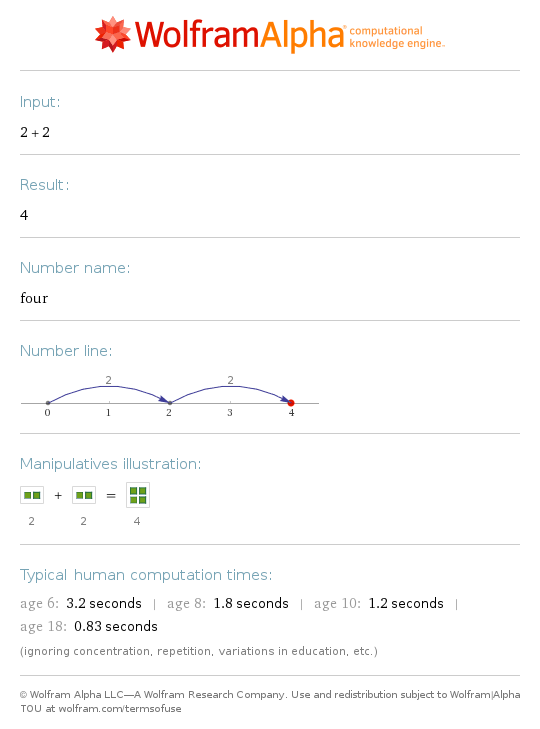 WolframAlpha™ computational
knowledge engine™
Input:
2 + 2
Result:
4
Number name:
four
Number line:
2 2
0 1 2 3 4
Manipulatives illustration:
+ =
2 2 4
Typical human computation times:
age 6: 3.2 seconds | age 8: 1.8 seconds | age 10: 1.2 seconds |
age 18: 0.83 seconds
(ignoring concentration, repetition, variations in education, etc.)
© Wolfram Alpha LLC—A Wolfram Research Company. Use and redistribution subject to Wolfram|Alpha
TOU at wolfram.com/termsofuse